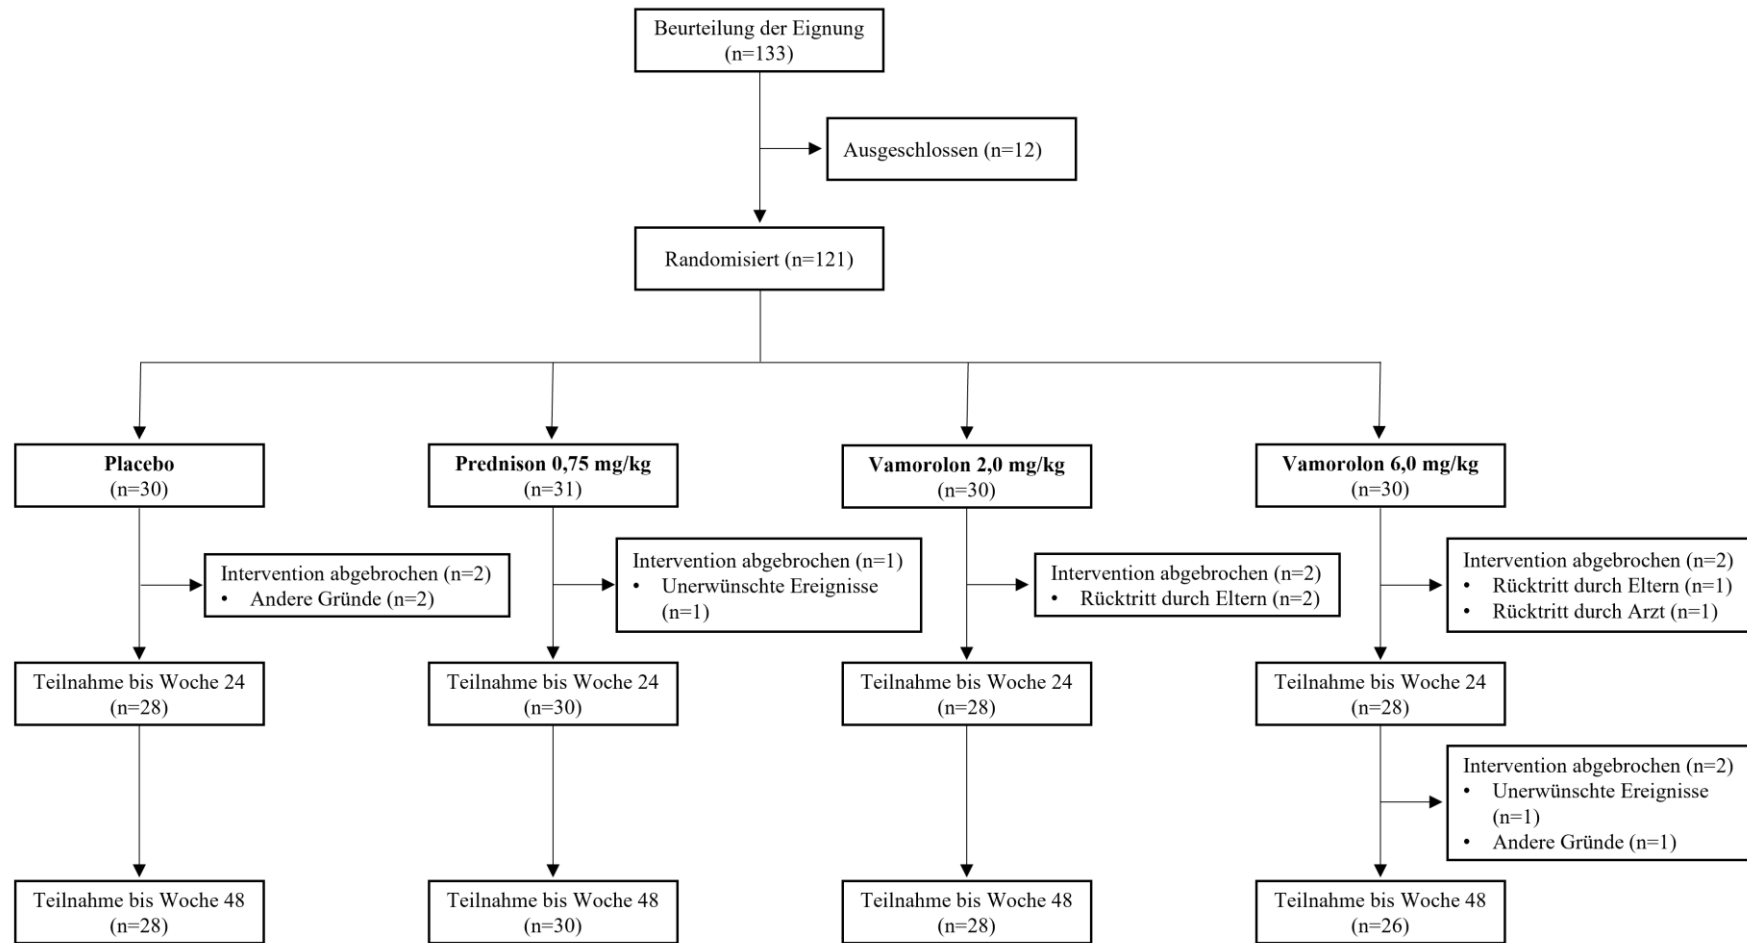 Beurteilung der Eignung
(n=133)
Ausgeschlossen (n=12)
Randomisiert (n=121)
Placebo
(n=30)
Prednison 0,75 mg/kg
(n=31)
Vamorolon 2,0 mg/kg
(n=30)
Vamorolon 6,0 mg/kg
(n=30)
Intervention abgebrochen (n=2)
• Andere Gründe (n=2)
Intervention abgebrochen (n=1)
• Unerwünschte Ereignisse
(n=1)
Intervention abgebrochen (n=2)
• Rücktritt durch Eltern (n=2)
Intervention abgebrochen (n=2)
• Rücktritt durch Eltern (n=1)
• Rücktritt durch Arzt (n=1)
Teilnahme bis Woche 24
(n=28)
Teilnahme bis Woche 24
(n=30)
Teilnahme bis Woche 24
(n=28)
Teilnahme bis Woche 24
(n=28)
Intervention abgebrochen (n=2)
• Unerwünschte Ereignisse
(n=1)
• Andere Gründe (n=1)
Teilnahme bis Woche 48
(n=28)
Teilnahme bis Woche 48
(n=30)
Teilnahme bis Woche 48
(n=28)
Teilnahme bis Woche 48
(n=26)